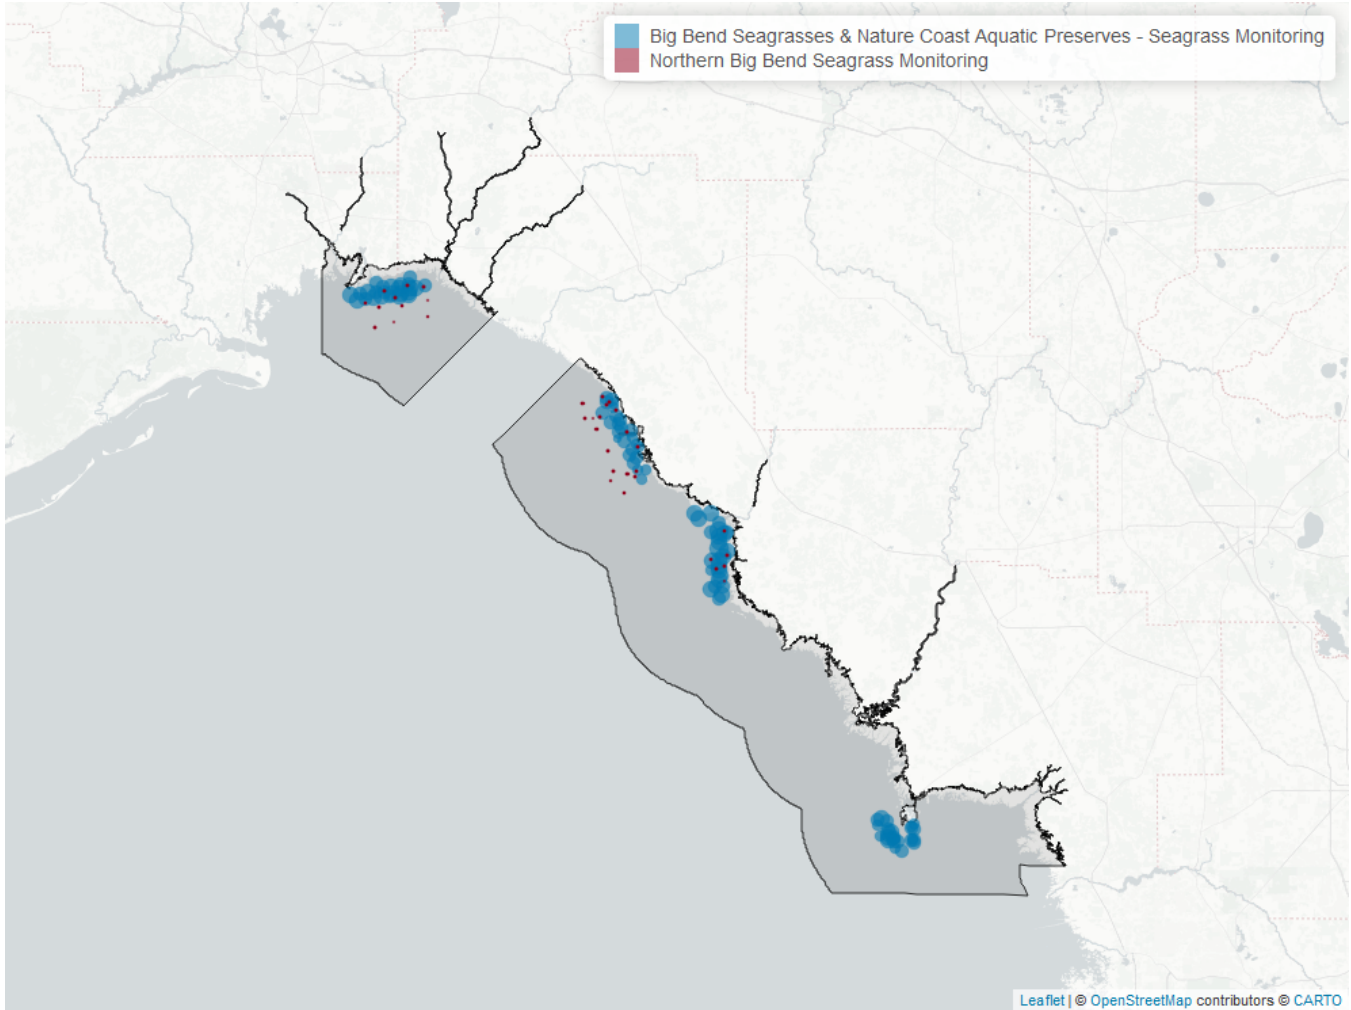 Big Bend Seagrasses & Nature Coast Aquatic Preserves - Seagrass Monitoring
Northern Big Bend Seagrass Monitoring
Leaflet | © OpenStreetMap contributors © CARTO